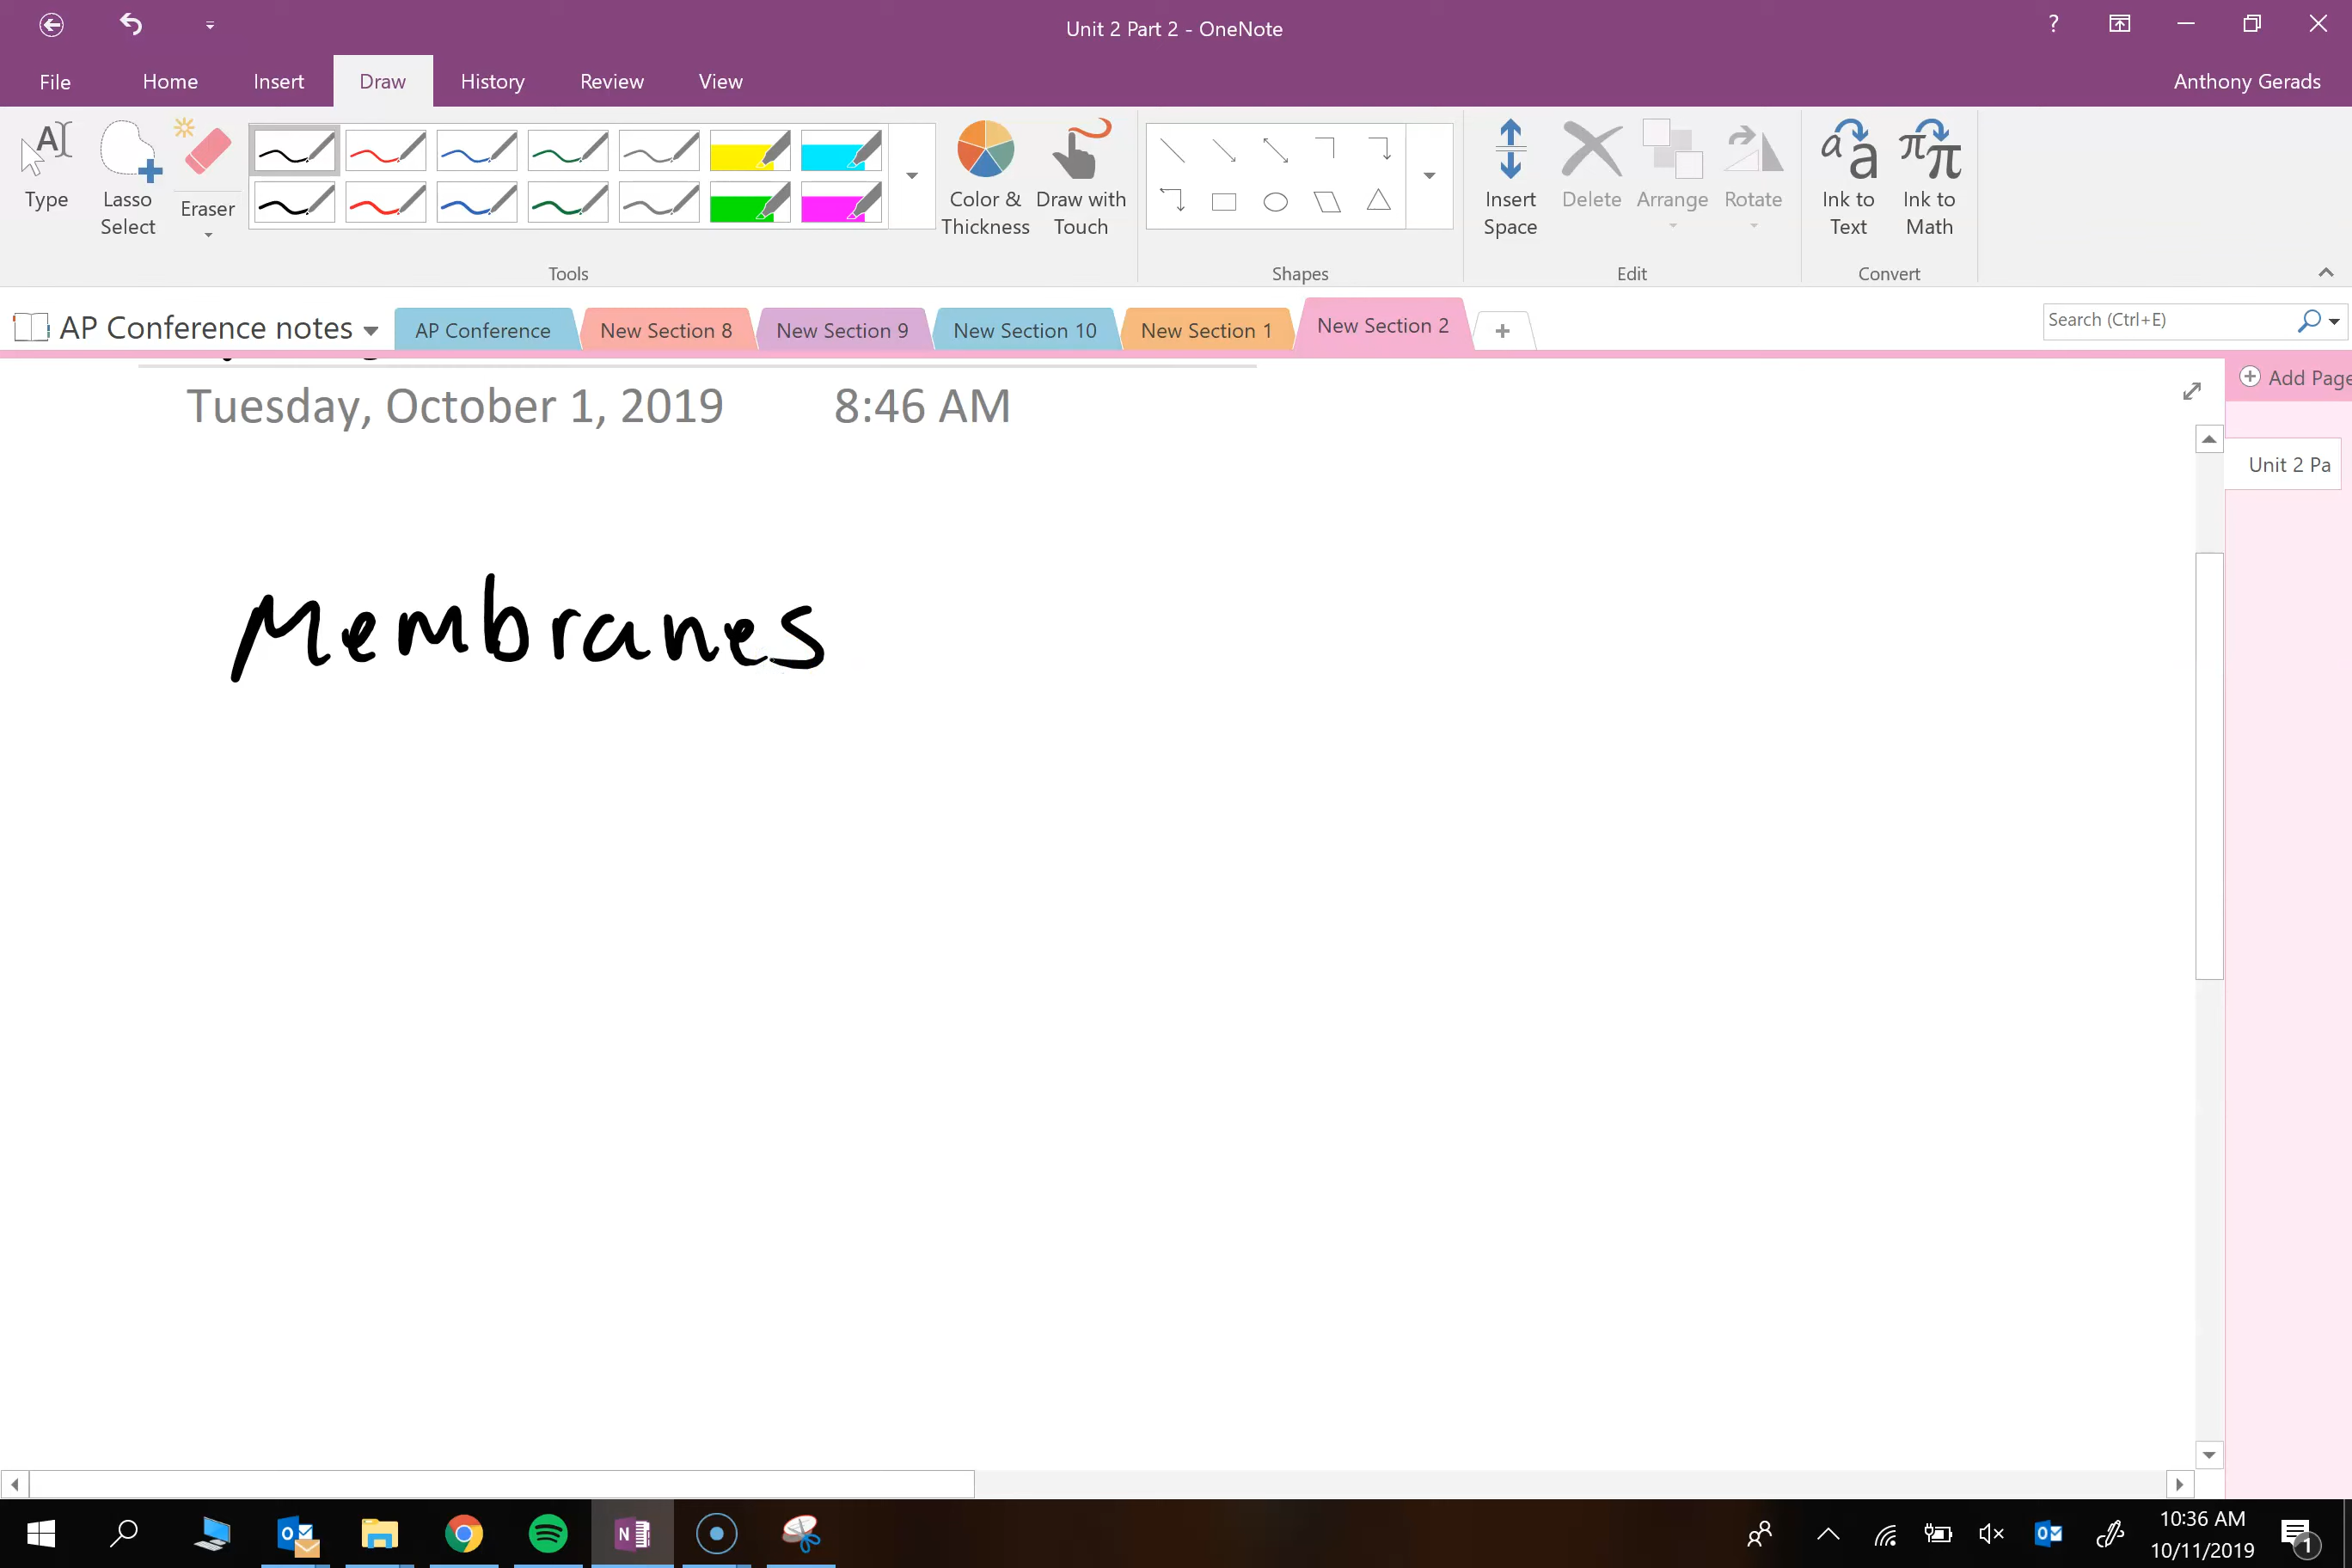 Unit 2 Part 2 - OneNote
File Home Insert Draw History Review View Anthony Gerads
Type Lasso Select Eraser Color & Thickness Draw with Touch Insert Space Delete Arrange Rotate Ink to Text Ink to Math
Tools Shapes Edit Convert
AP Conference notes AP Conference New Section 8 New Section 9 New Section 10 New Section 1 New Section 2 Search (Ctrl+E)
Add Page
Tuesday, October 1, 2019 8:46 AM
Unit 2 Pa
Membranes
10:36 AM
10/11/2019
1